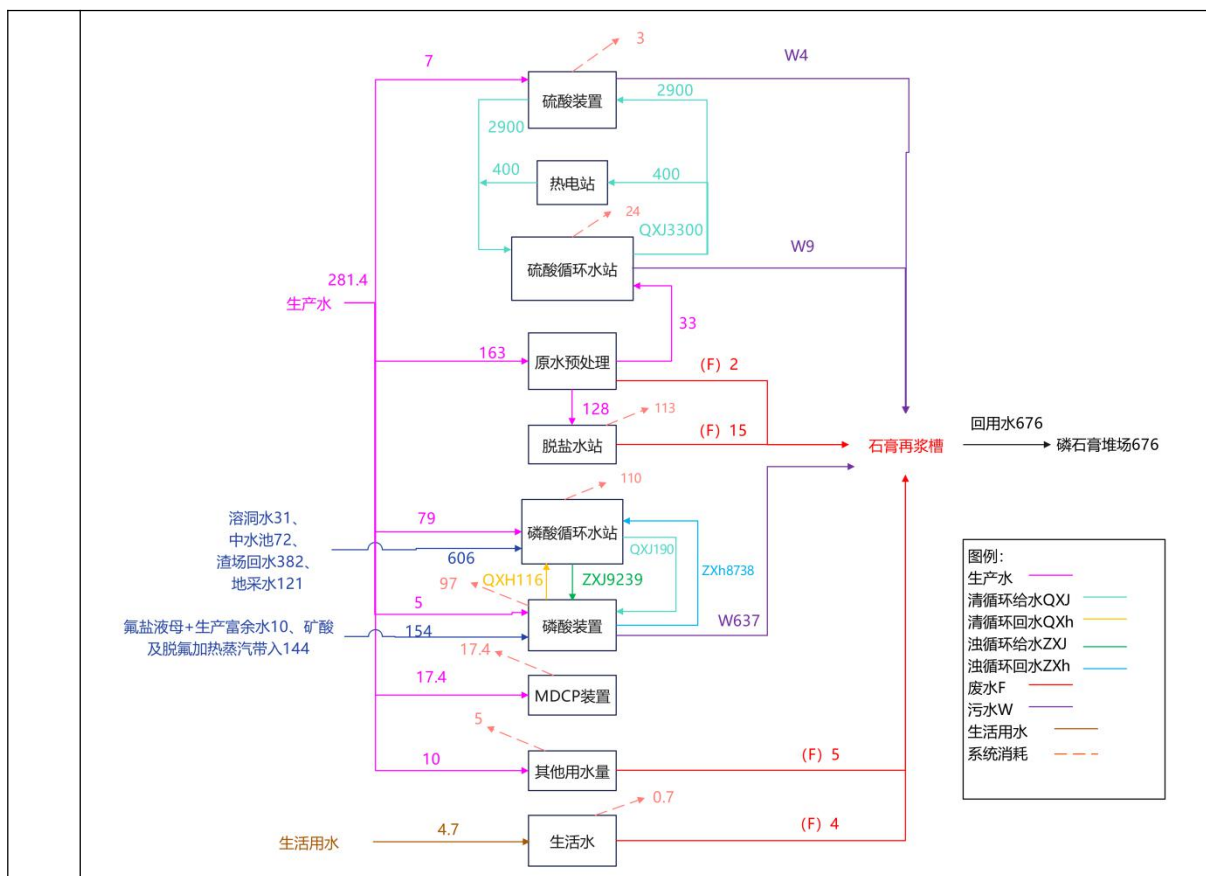 3
7
W4
硫酸装置
2900
2900
400
热电站
400
24
QXJ3300
硫酸循环水站
W9
281.4
生产水
33
163
原水预处理
(F) 2
128
113
脱盐水站
(F) 15
石膏再浆槽
回用水676
磷石膏堆场676
110
溶洞水31、
中水池72、
渣场回水382、
地采水121
79
606
磷酸循环水站
QXJ190
ZXh8738
QXH116
ZXJ9239
97
5
磷酸装置
W637
氟盐液母+生产富余水10、矿酸
及脱氟加热蒸汽带入144
154
17.4
17.4
MDCP装置
5
10
其他用水量
(F) 5
0.7
生活用水
4.7
生活水
(F) 4
图例：
生产水
清循环给水QXJ
清循环回水QXh
浊循环给水ZXJ
浊循环回水ZXh
废水F
污水W
生活用水
系统消耗